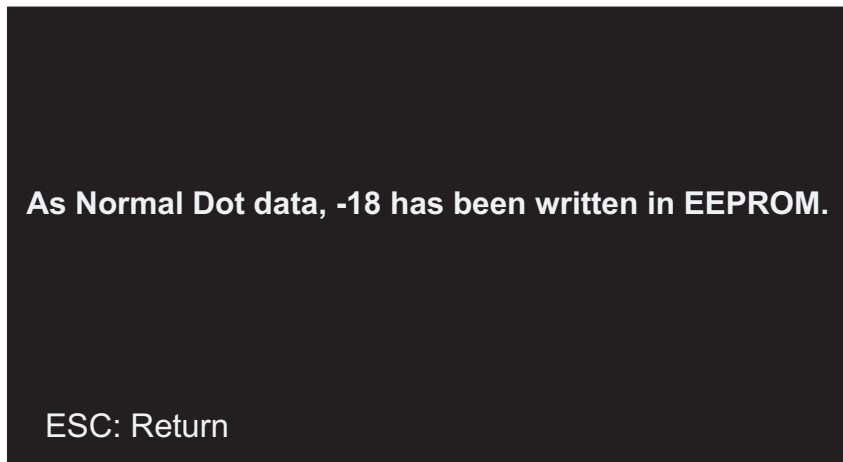 As Normal Dot data, -18 has been written in EEPROM.
ESC: Return